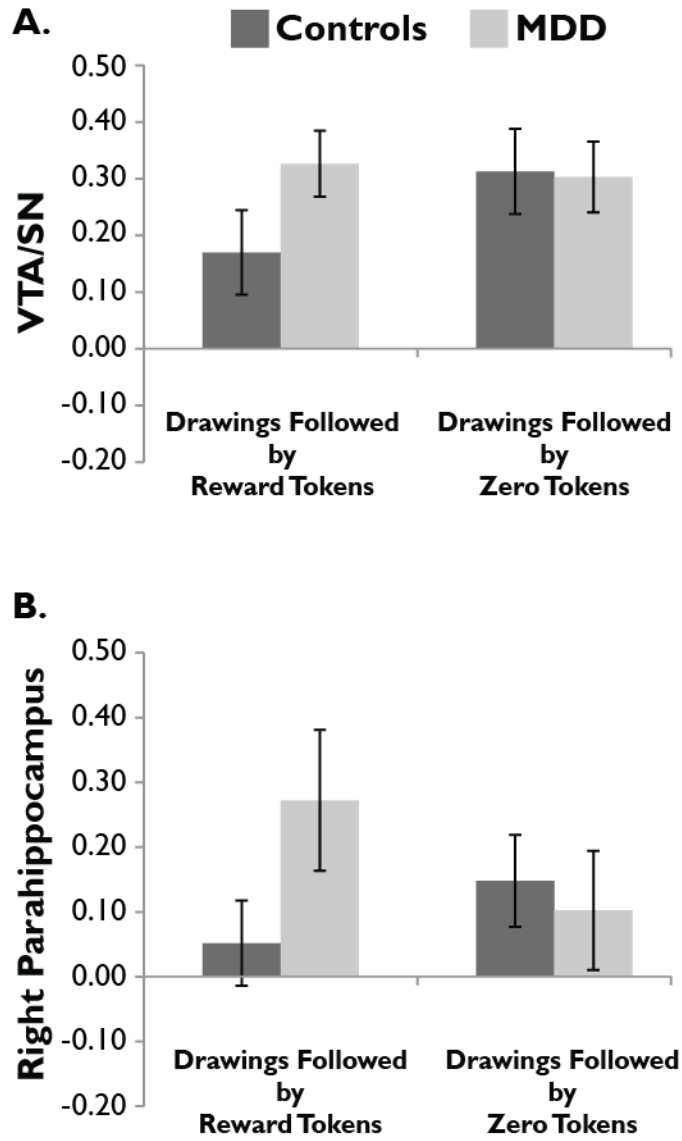 A.
Controls MDD
VTA/SN
0.50
0.40
0.30
0.20
0.10
0.00
-0.10
-0.20
Drawings Followed
by
Reward Tokens
Drawings Followed
by
Zero Tokens
B.
Right Parahippocampus
0.50
0.40
0.30
0.20
0.10
0.00
-0.10
-0.20
Drawings Followed
by
Reward Tokens
Drawings Followed
by
Zero Tokens